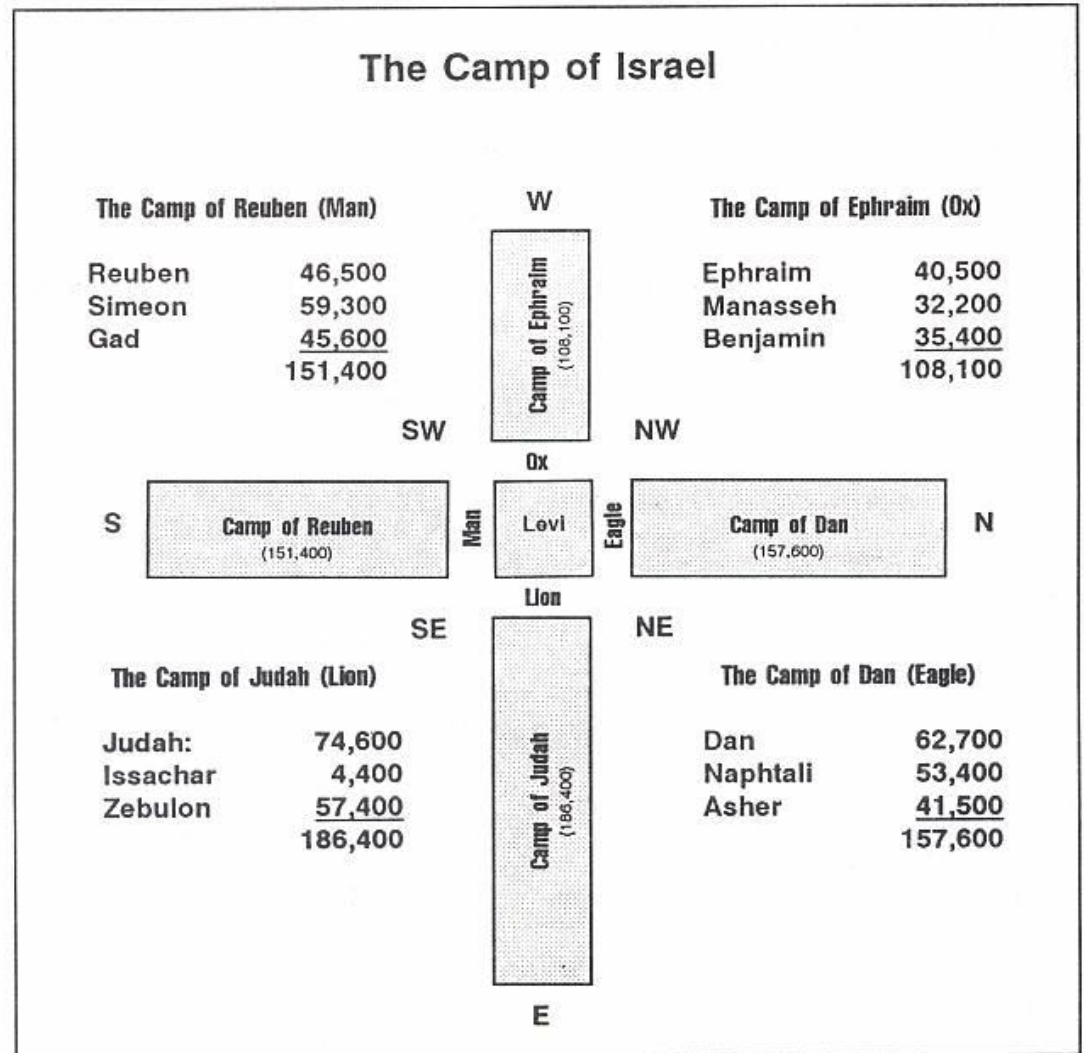 The Camp of Israel
The Camp of Reuben (Man)
Reuben 46,500
Simeon 59,300
Gad 45,600
151,400
W
The Camp of Ephraim (Ox)
Ephraim 40,500
Manasseh 32,200
Benjamin 35,400
108,100
Camp of Ephraim
(108,100)
SW
NW
Ox
S
Camp of Reuben
(151,400)
Man
Levi
Eagle
Camp of Dan
(157,600)
N
Lion
SE
NE
The Camp of Judah (Lion)
Judah: 74,600
Issachar 4,400
Zebulon 57,400
186,400
Camp of Judah
(186,400)
The Camp of Dan (Eagle)
Dan 62,700
Naphtali 53,400
Asher 41,500
157,600
E